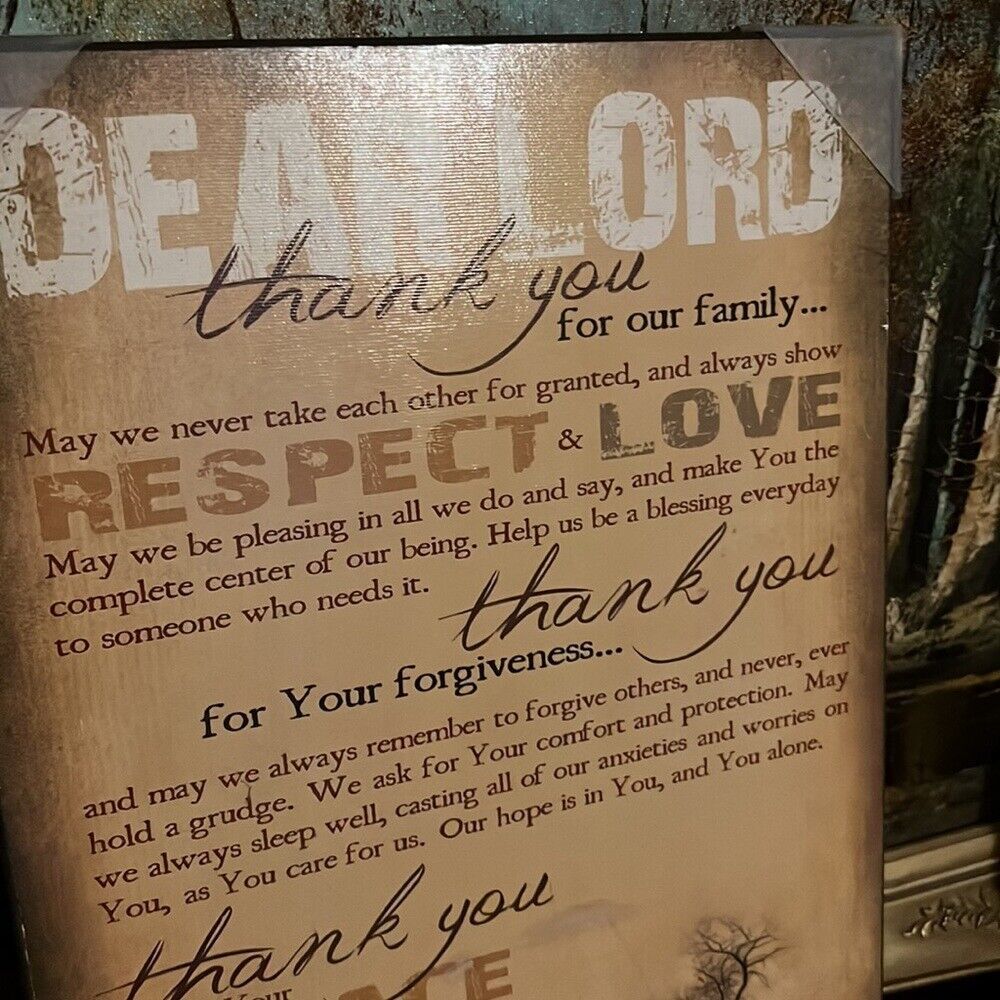 DEAR LORD
thank you
for our family...
May we never take each other for granted, and always show
RESPECT & LOVE
May we be pleasing in all we do and say, and make You the
complete center of our being. Help us be a blessing everyday
to someone who needs it.
thank you
for Your forgiveness...
and may we always remember to forgive others, and never, ever
hold a grudge. We ask for Your comfort and protection. May
we always sleep well, casting all of our anxieties and worries on
You, as You care for us. Our hope is in You, and You alone.
thank you
Your